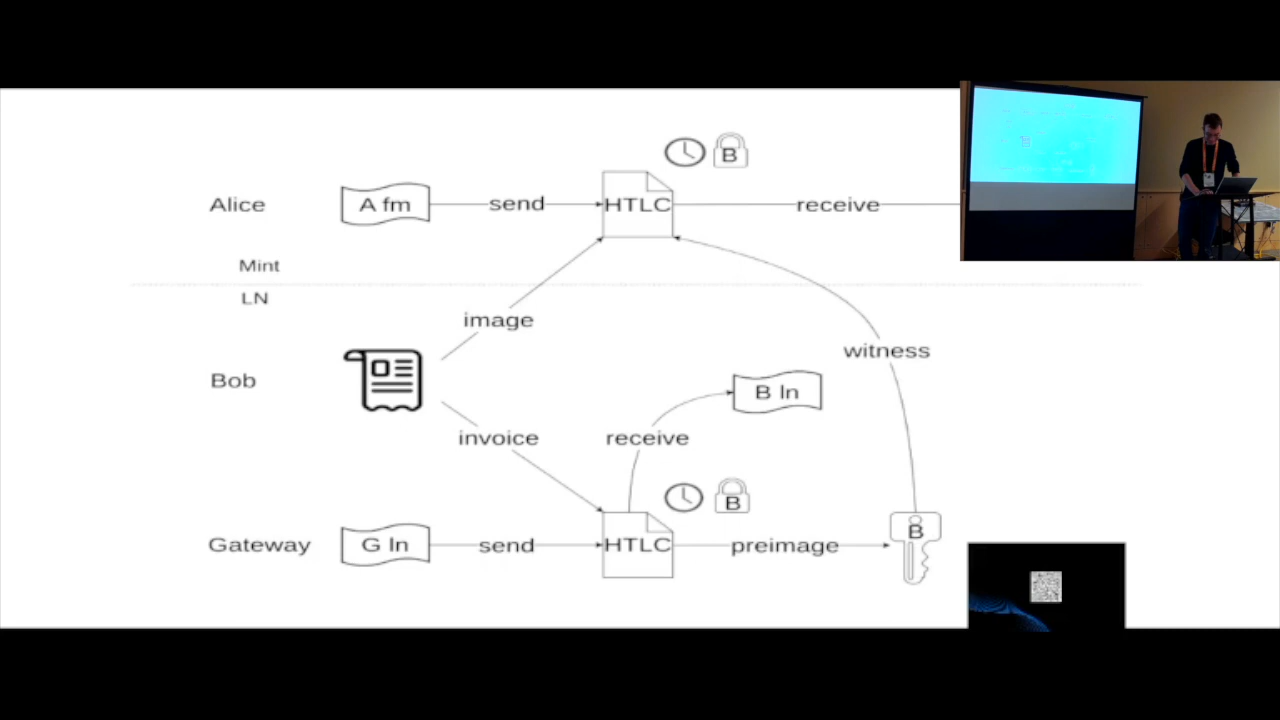 B
Alice
A fm
send
HTLC
receive
Mint
LN
image
witness
Bob
B ln
invoice
receive
B
Gateway
G ln
send
HTLC
preimage
B